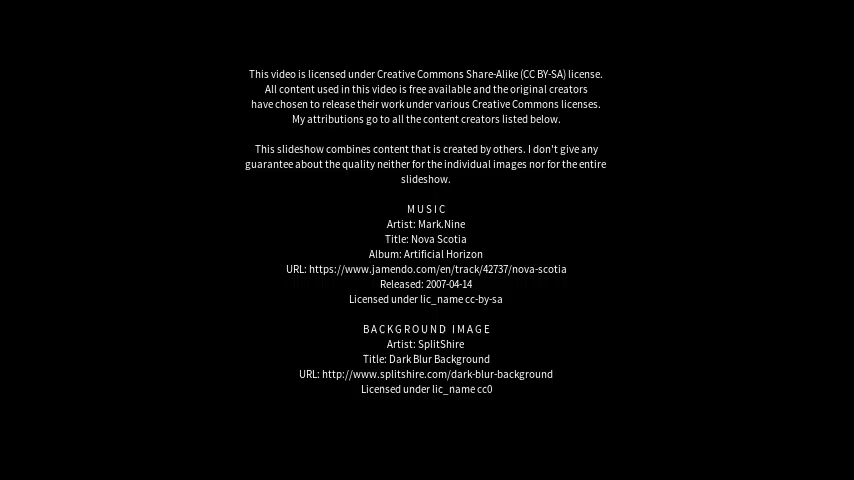 This video is licensed under Creative Commons Share-Alike (CC BY-SA) license.
All content used in this video is free available and the original creators
have chosen to release their work under various Creative Commons licenses.
My attributions go to all the content creators listed below.
This slideshow combines content that is created by others. I don't give any
guarantee about the quality neither for the individual images nor for the entire
slideshow.
MUSIC
Artist: Mark.Nine
Title: Nova Scotia
Album: Artificial Horizon
URL: https://www.jamendo.com/en/track/42737/nova-scotia
Released: 2007-04-14
Licensed under lic_name cc-by-sa
BACKGROUND IMAGE
Artist: SplitShire
Title: Dark Blur Background
URL: http://www.splitshire.com/dark-blur-background
Licensed under lic_name cc0